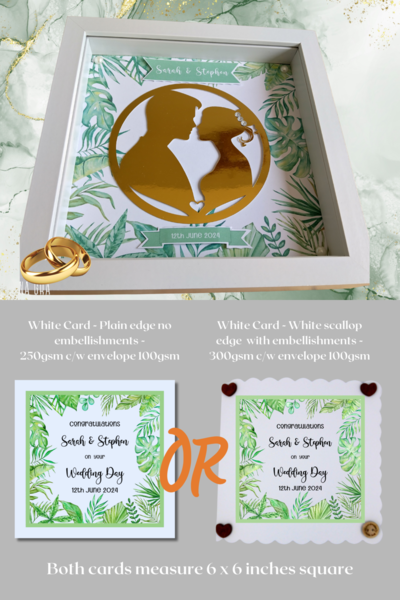 Sarah & Stephen
12th June 2024
White Card - Plain edge no
embellishments -
250gsm c/w envelope 100gsm
White Card - White scallop
edge with embellishments -
300gsm c/w envelope 100gsm
Congratulations
Sarah & Stephen
on your
Wedding Day
12th June 2024
OR
Congratulations
Sarah & Stephen
on your
Wedding Day
12th June 2024
Both cards measure 6 x 6 inches square